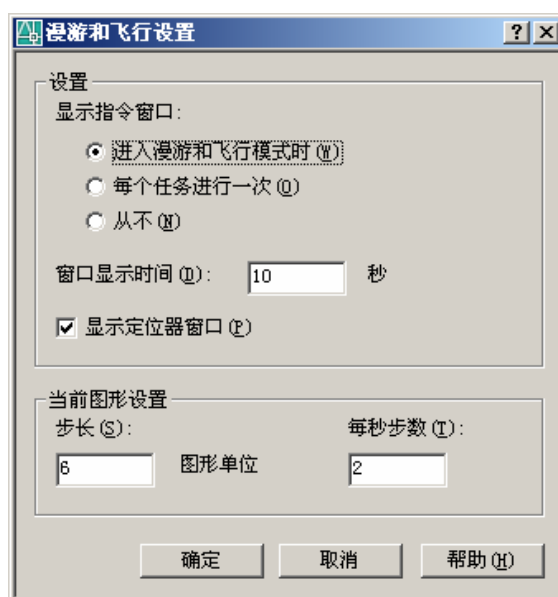 漫游和飞行设置
设置
显示指令窗口:
进入漫游和飞行模式时(W)
每个任务进行一次(O)
从不(N)
窗口显示时间(D): 10 秒
显示定位器窗口(P)
当前图形设置
步长(S): 每秒步数(T):
6 图形单位 2
确定 取消 帮助(H)